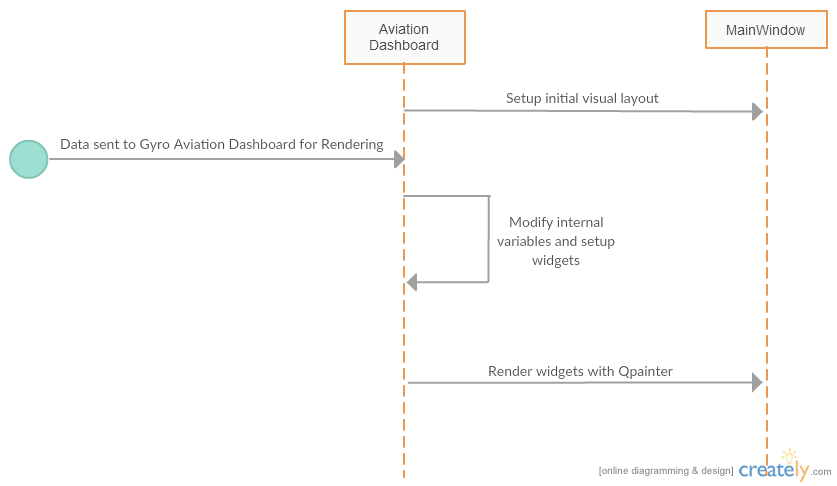 Aviation
Dashboard
MainWindow
Setup initial visual layout
Data sent to Gyro Aviation Dashboard for Rendering
Modify internal
variables and setup
widgets
Render widgets with Qpainter
[online diagramming & design] creately.com